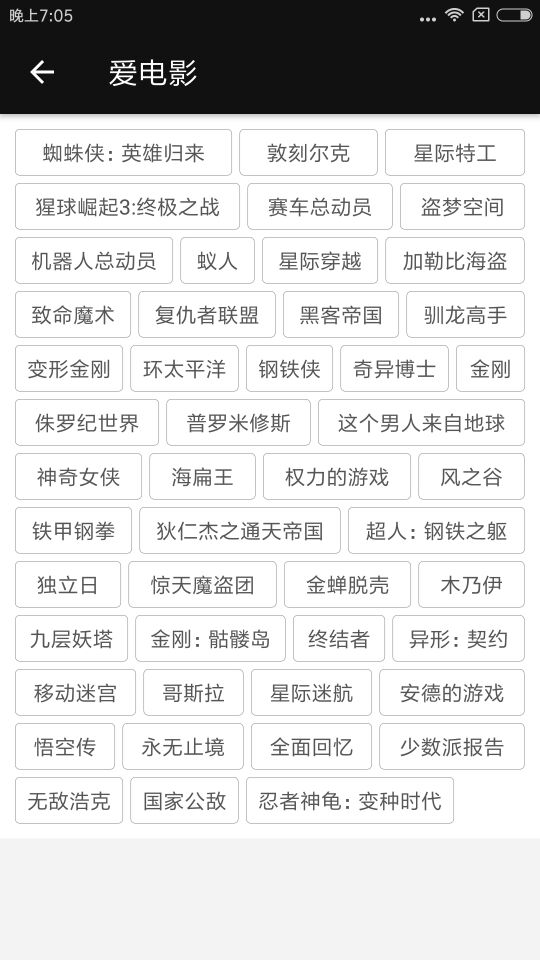 晚上7:05
爱电影
蜘蛛侠：英雄归来 敦刻尔克 星际特工
猩球崛起3:终极之战 赛车总动员 盗梦空间
机器人总动员 蚁人 星际穿越 加勒比海盗
致命魔术 复仇者联盟 黑客帝国 驯龙高手
变形金刚 环太平洋 钢铁侠 奇异博士 金刚
侏罗纪世界 普罗米修斯 这个男人来自地球
神奇女侠 海扁王 权力的游戏 风之谷
铁甲钢拳 狄仁杰之通天帝国 超人：钢铁之躯
独立日 惊天魔盗团 金蝉脱壳 木乃伊
九层妖塔 金刚：骷髅岛 终结者 异形：契约
移动迷宫 哥斯拉 星际迷航 安德的游戏
悟空传 永无止境 全面回忆 少数派报告
无敌浩克 国家公敌 忍者神龟：变种时代